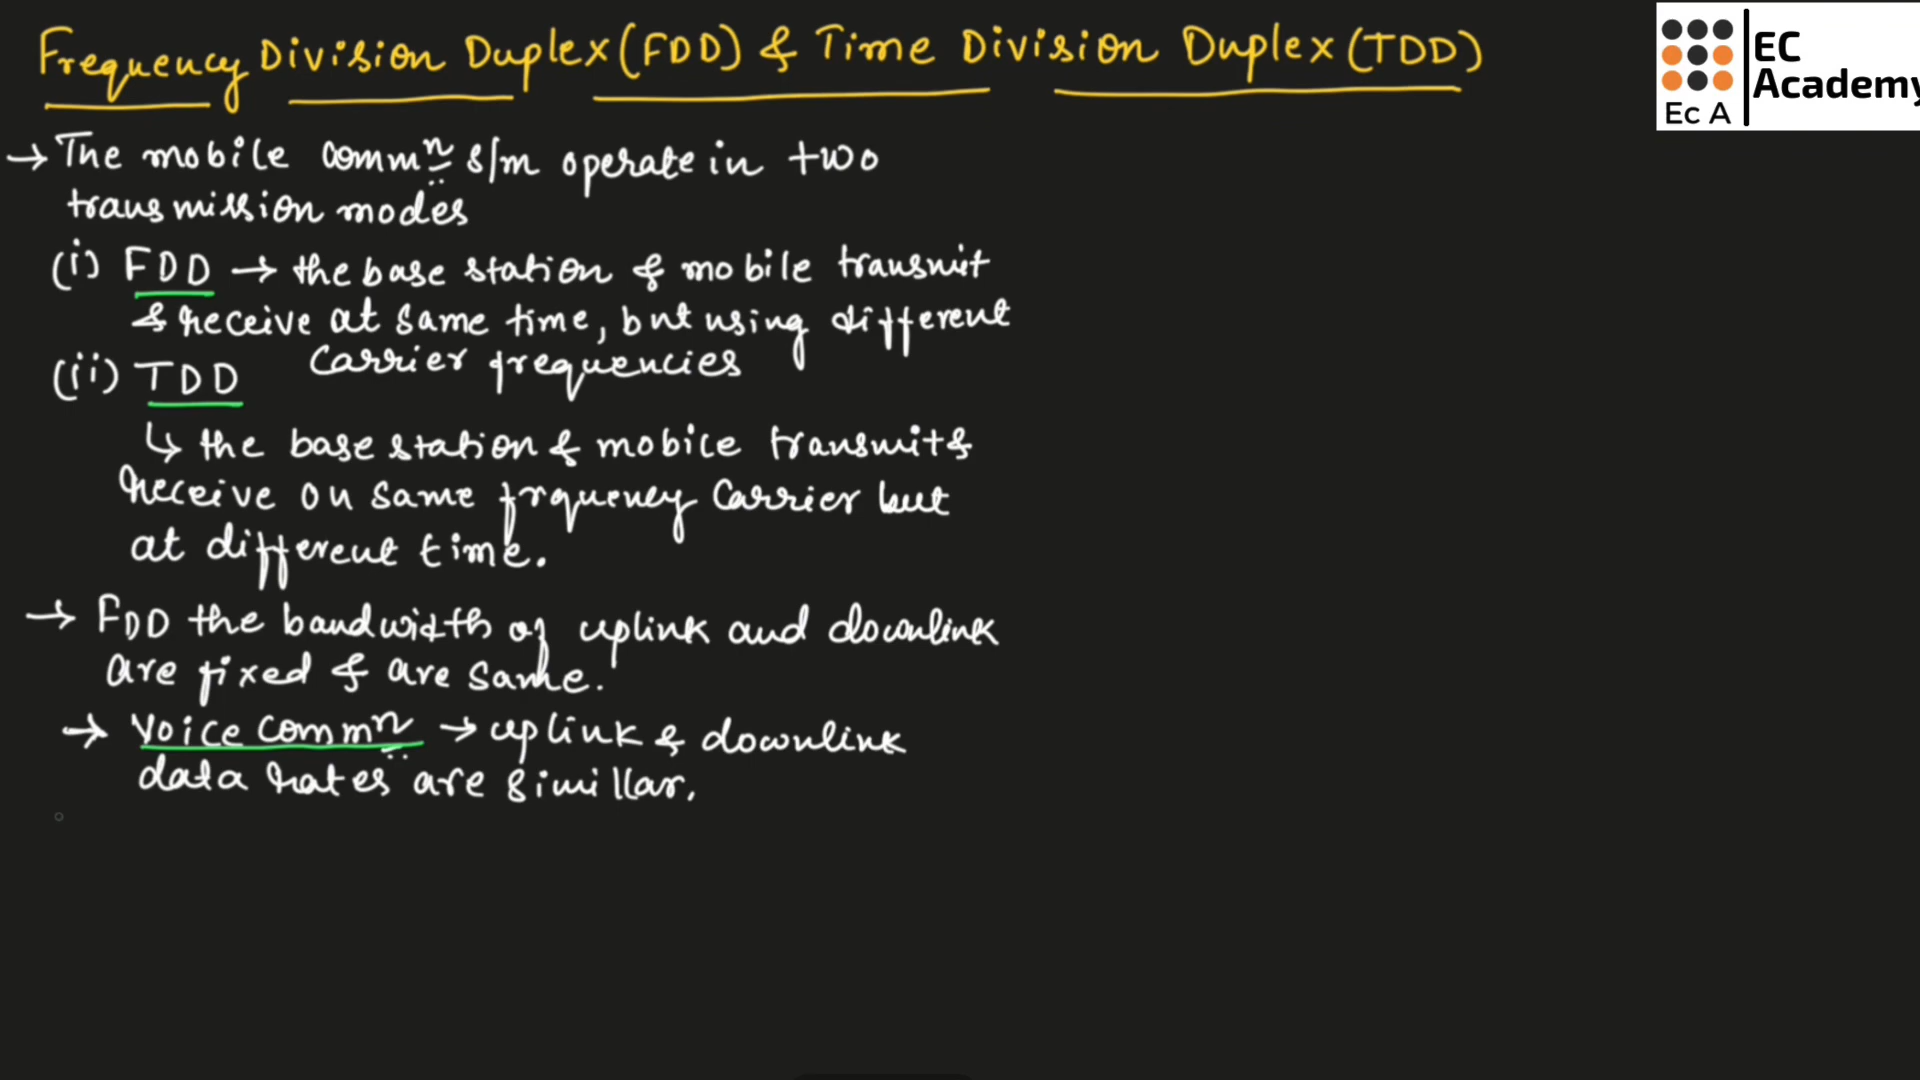 Frequency Division Duplex (FDD) & Time Division Duplex (TDD)
EC
Academy
Ec A
→ The mobile commⁿ s/m operate in two
transmission modes
(i) FDD → the base station & mobile transmit
& receive at same time, but using different
carrier frequencies
(ii) TDD
↳ the base station & mobile transmit &
receive on same frquency carrier but
at different time.
→ FDD the bandwidth of uplink and downlink
are fixed & are same.
→ Voice commⁿ → uplink & downlink
data rates are simillar.